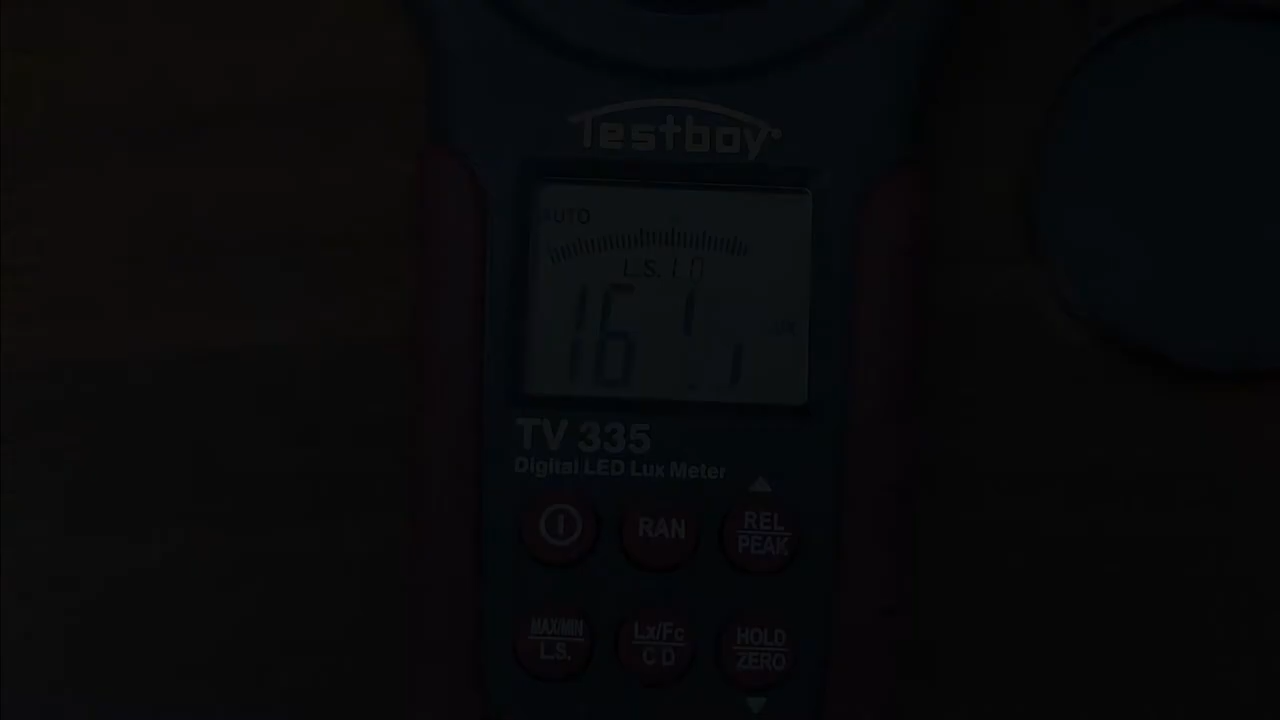 Testboy
AUTO
L.S. 1 0
TV 335
Digital LED Lux Meter
RAN
REL
PEAK
MAX/MIN
L.S.
Lx/Fc
C D
HOLD
ZERO